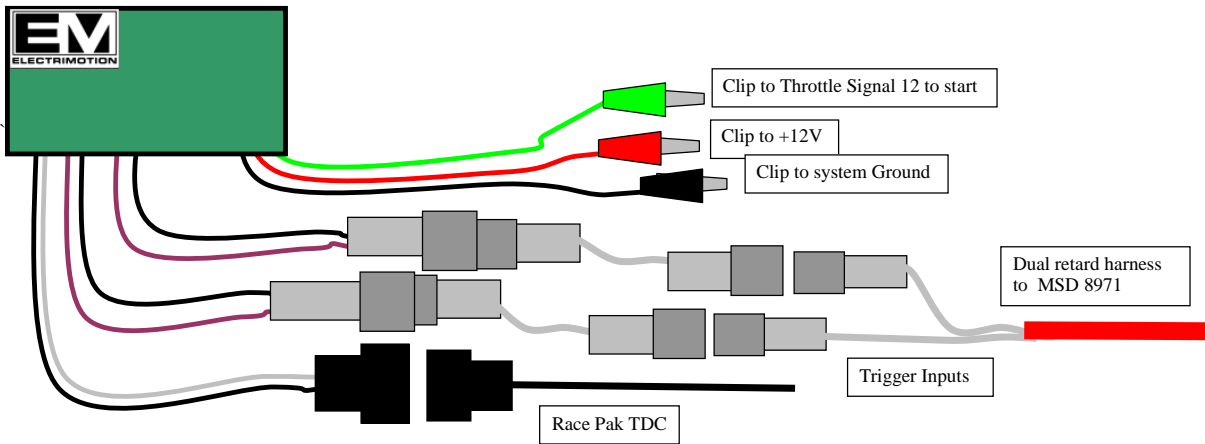 EM
ELECTRIMOTION
Clip to Throttle Signal 12 to start
Clip to +12V
Clip to system Ground
Dual retard harness
to MSD 8971
Trigger Inputs
Race Pak TDC